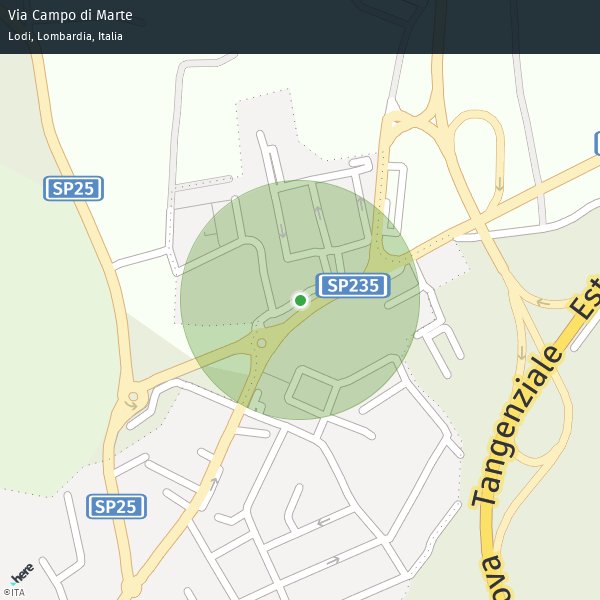 Via Campo di Marte
Lodi, Lombardia, Italia
SP25
SP235
Est
Tangenziale
SP25
ova
here
©ITA